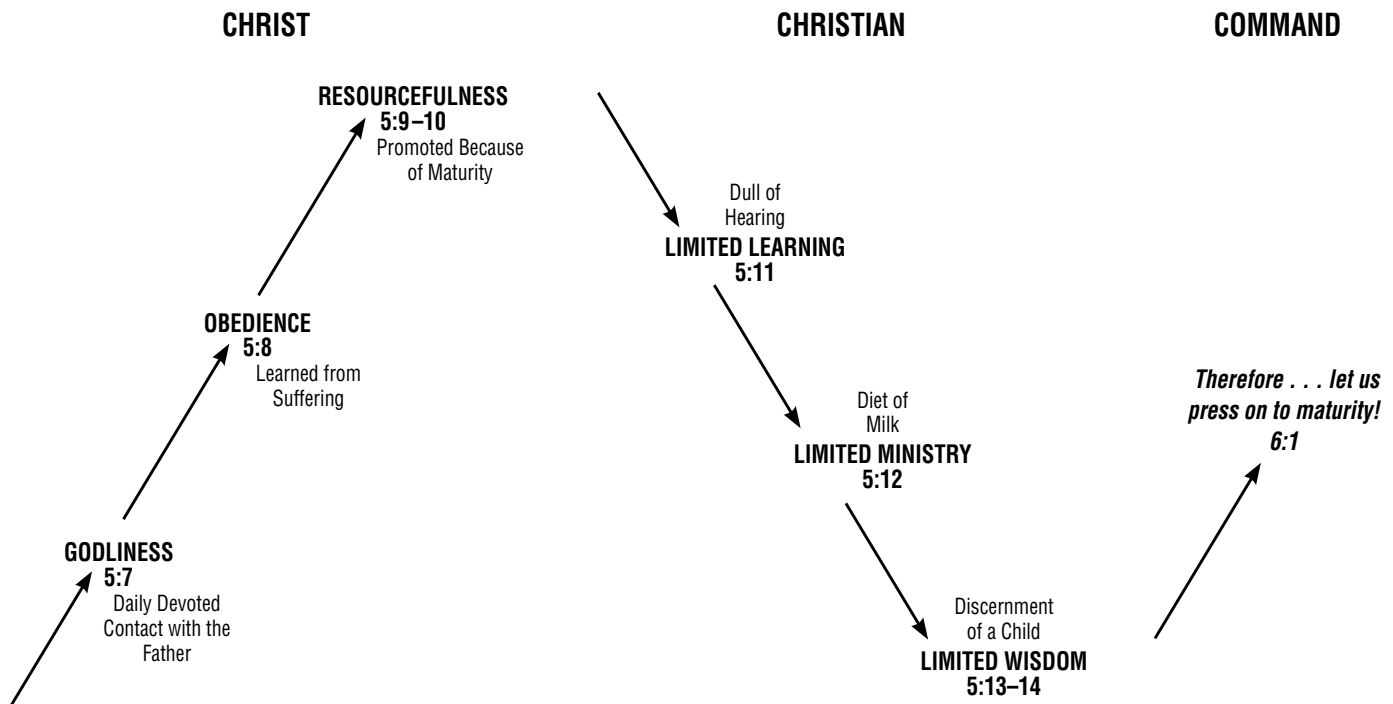 CHRIST
CHRISTIAN
COMMAND
RESOURCEFULNESS
5:9–10
Promoted Because
of Maturity
OBEDIENCE
5:8
Learned from
Suffering
GODLINESS
5:7
Daily Devoted
Contact with the
Father
Dull of
Hearing
LIMITED LEARNING
5:11
Diet of
Milk
LIMITED MINISTRY
5:12
Discernment
of a Child
LIMITED WISDOM
5:13–14
Therefore . . . let us
press on to maturity!
6:1